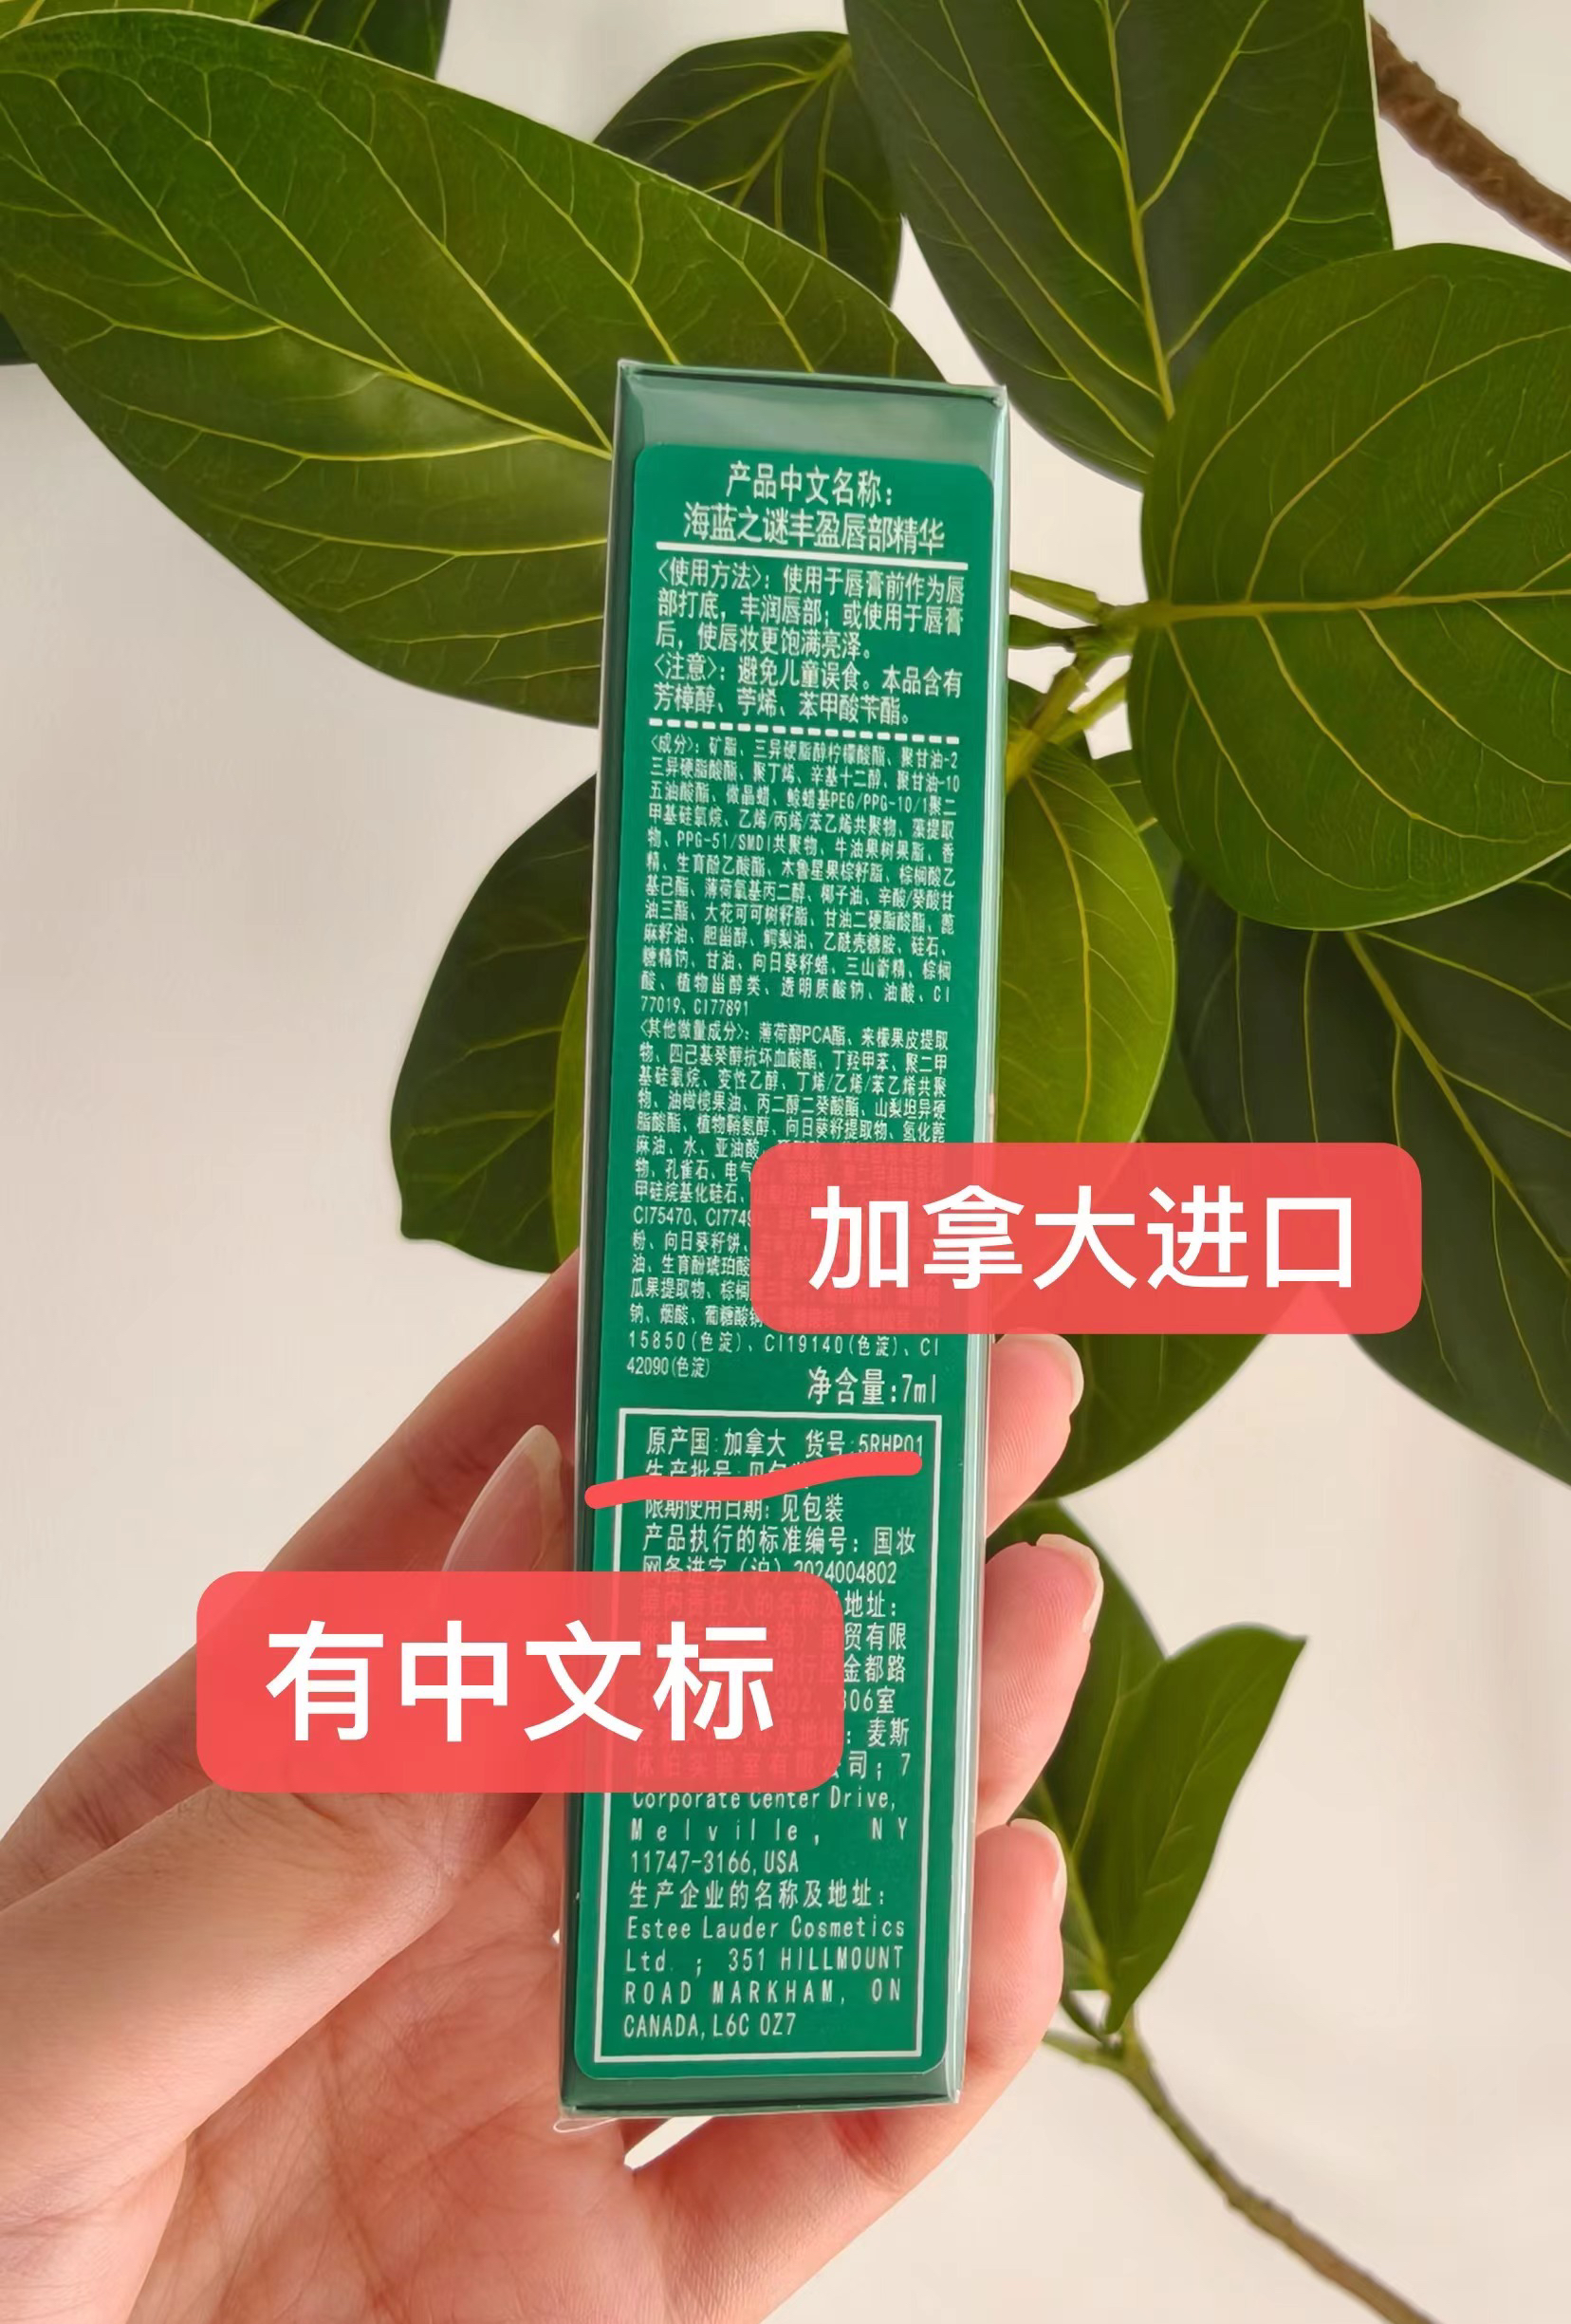 产品中文名称：
海蓝之谜丰盈唇部精华
〈使用方法〉：使用于唇膏前作为唇
部打底，丰润唇部；或使用于唇膏
后，使唇妆更饱满亮泽。
〈注意〉：避免儿童误食。本品含有
芳樟醇、苧烯、苯甲酸苄酯。
〈成分〉：矿脂、三异硬脂醇柠檬酸酯、聚甘油-2
三异硬脂酸酯、聚丁烯、辛基十二醇、聚甘油-10
五油酸酯、微晶蜡、鲸蜡基PEG/PPG-10/1聚二
甲基硅氧烷、乙烯/丙烯/苯乙烯共聚物、藻提取
物、PPG-51/SMDI共聚物、牛油果树果脂、香
精、生育酚乙酸酯、木鲁星果棕籽脂、棕榈酸乙
基己酯、薄荷氧基丙二醇、椰子油、辛酸/癸酸甘
油三酯、大花可可树籽脂、甘油二硬脂酸酯、蓖
麻籽油、胆甾醇、鳄梨油、乙酰壳糖胺、硅石、
糖精钠、甘油、向日葵籽蜡、三山嵛精、棕榈
酸、植物甾醇类、透明质酸钠、油酸、CI
77019、CI77891
〈其他微量成分〉：薄荷醇PCA酯、来檬果皮提取
物、四己基癸醇抗坏血酸酯、丁羟甲苯、聚二甲
基硅氧烷、变性乙醇、丁烯/乙烯/苯乙烯共聚
物、油橄榄果油、丙二醇二癸酸酯、山梨坦异硬
脂酸酯、植物鞘氨醇、向日葵籽提取物、氢化蓖
麻油、水、亚油酸、
物、孔雀石、电气
甲硅烷基化硅石、
CI75470、CI7749
粉、向日葵籽饼、
油、生育酚琥珀酸
瓜果提取物、棕榈
钠、烟酸、葡糖酸
15850(色淀)、CI19140(色淀)、CI
42090(色淀)
加拿大进口
净含量:7ml
原产国:加拿大 货号:5RHP01
生产批号:见包装
限期使用日期：见包装
产品执行的标准编号：国妆
网备进字（沪）2024004802
境内责任人的名称及地址：
贸有限
金都路
306室
有中文标
地址：麦斯
休伯实验室有限公司；7
Corporate Center Drive,
Melville, NY
11747-3166,USA
生产企业的名称及地址：
Estee Lauder Cosmetics
Ltd. ; 351 HILLMOUNT
ROAD MARKHAM, ON
CANADA,L6C 0Z7